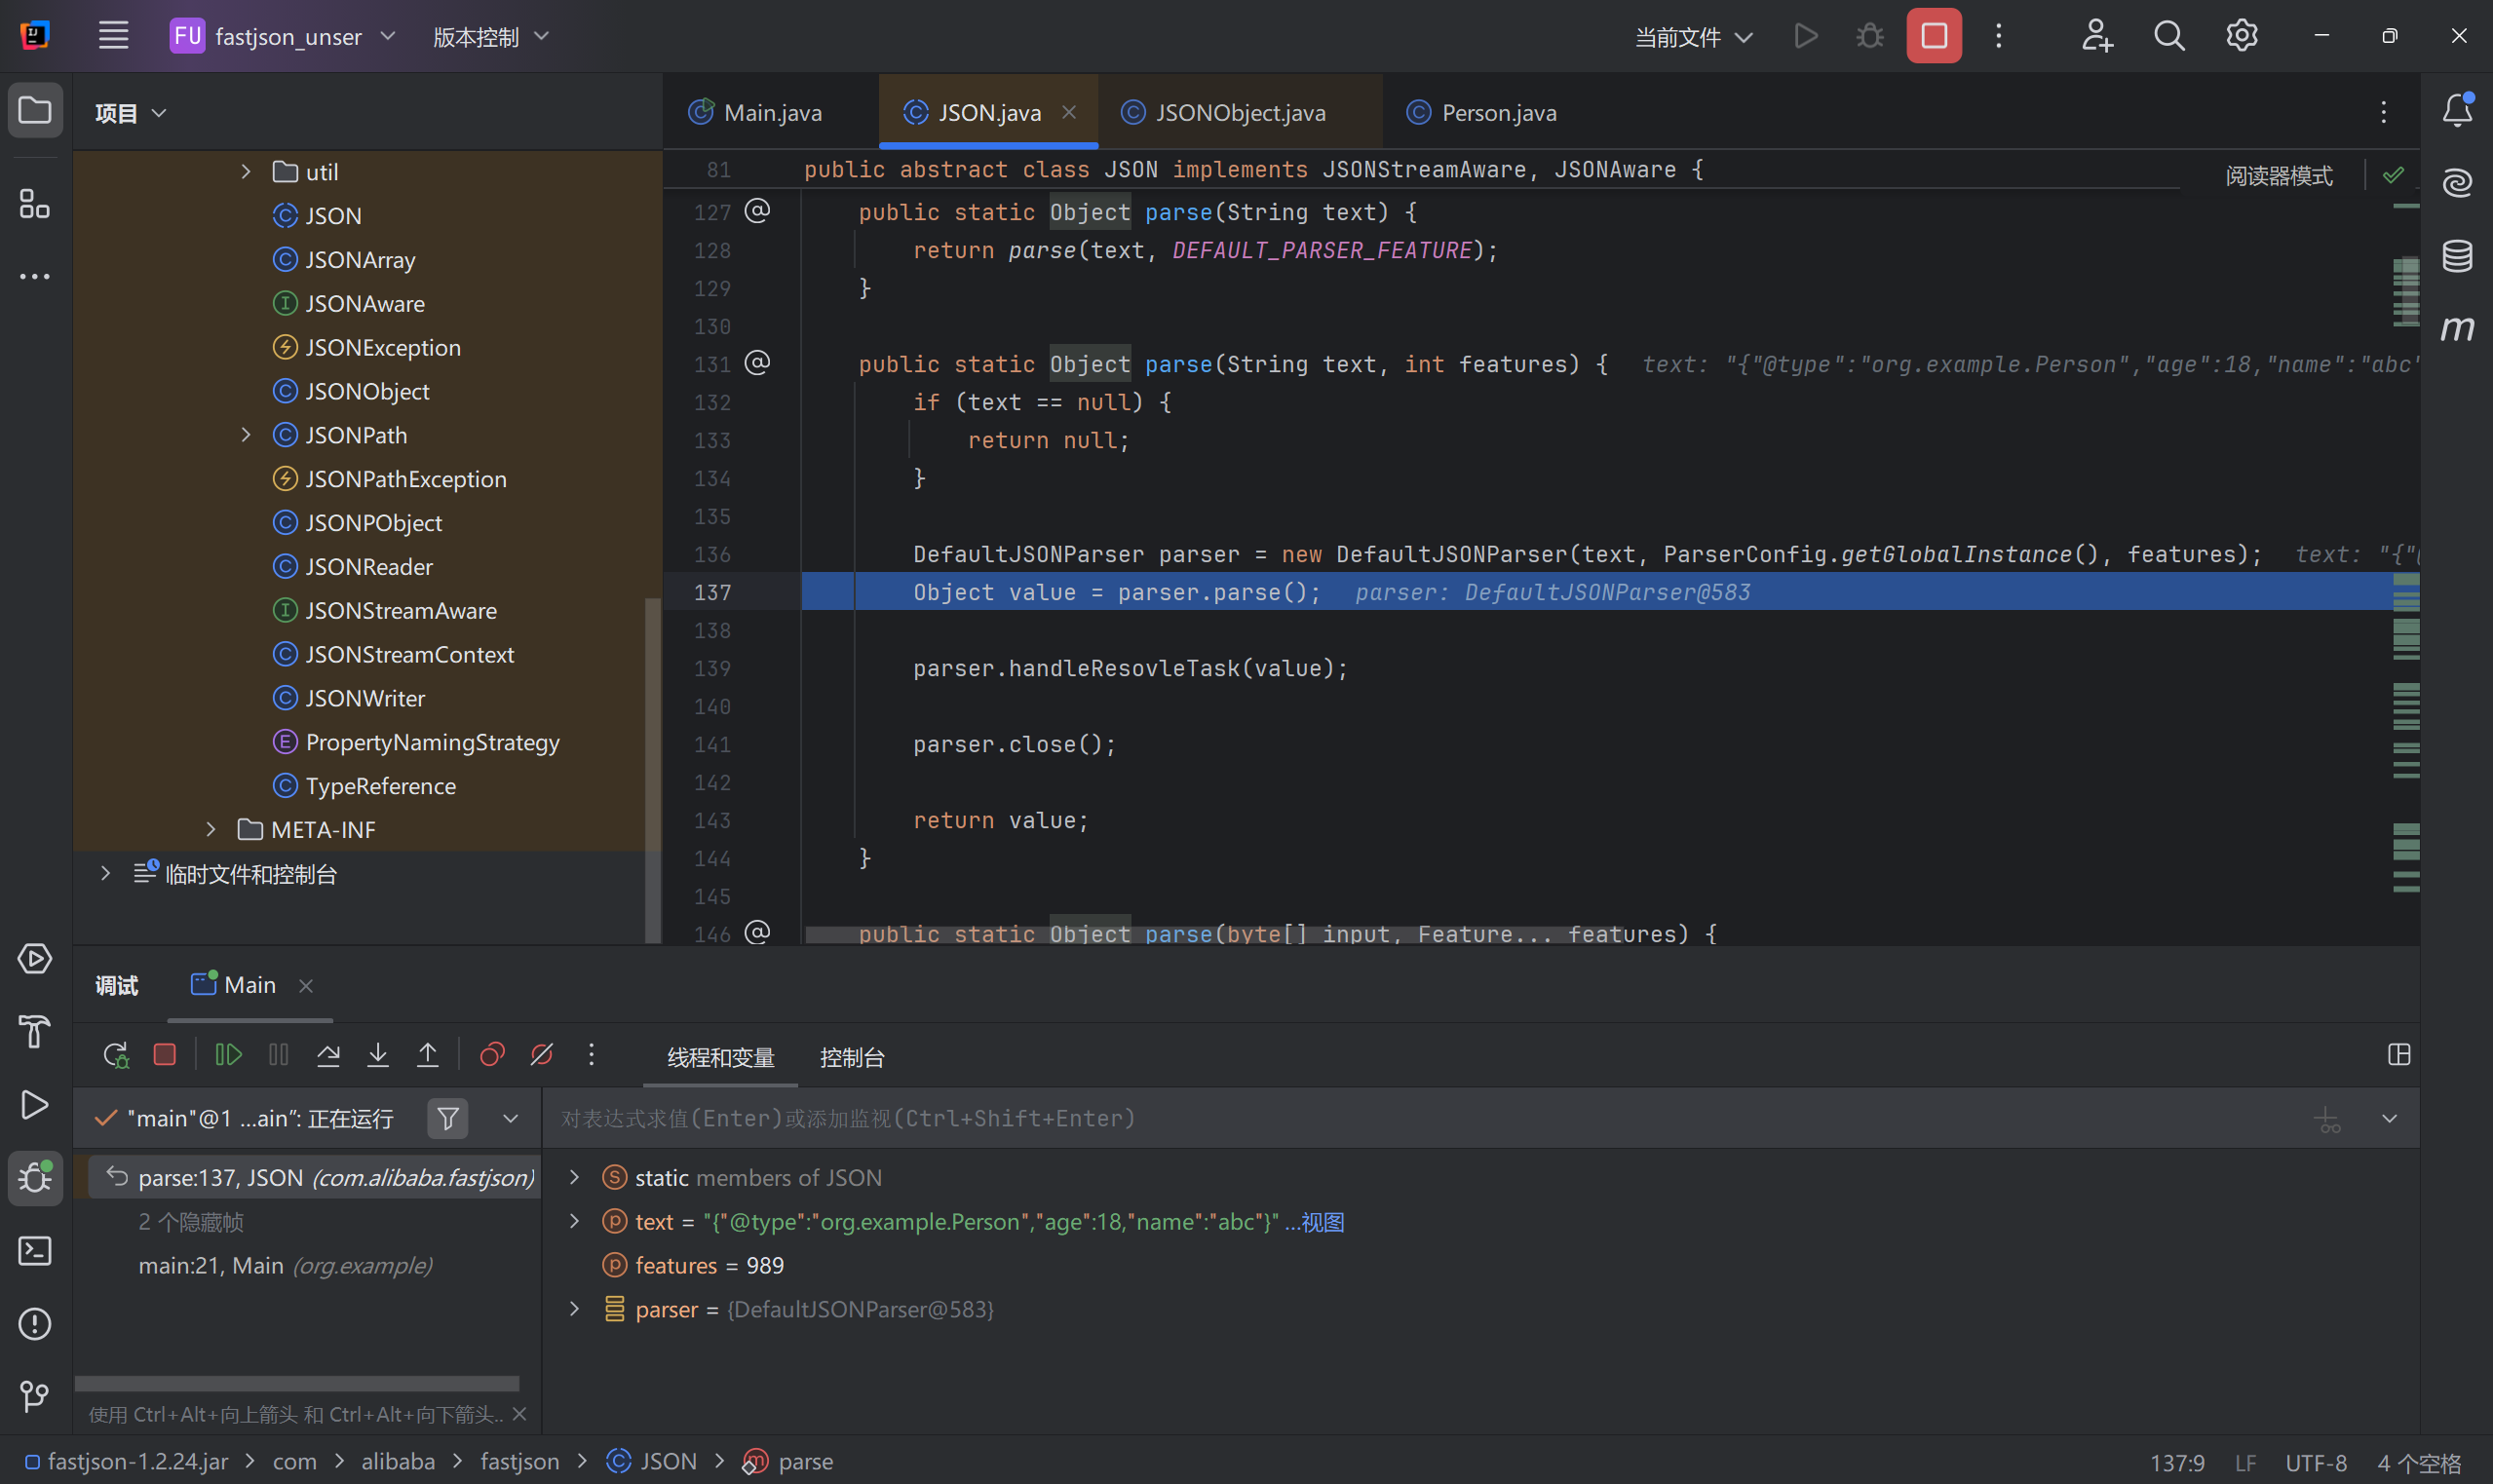 FU fastjson_unser 版本控制 当前文件
项目
util
JSON
JSONArray
JSONAware
JSONException
JSONObject
JSONPath
JSONPathException
JSONPObject
JSONReader
JSONStreamAware
JSONStreamContext
JSONWriter
PropertyNamingStrategy
TypeReference
META-INF
临时文件和控制台
Main.java JSON.java JSONObject.java Person.java
阅读器模式
81 public abstract class JSON implements JSONStreamAware, JSONAware {
127 @ public static Object parse(String text) {
128 return parse(text, DEFAULT_PARSER_FEATURE);
129 }
130
131 @ public static Object parse(String text, int features) { text: "{"@type":"org.example.Person","age":18,"name":"abc"
132 if (text == null) {
133 return null;
134 }
135
136 DefaultJSONParser parser = new DefaultJSONParser(text, ParserConfig.getGlobalInstance(), features); text: "{"
137 Object value = parser.parse(); parser: DefaultJSONParser@583
138
139 parser.handleResovleTask(value);
140
141 parser.close();
142
143 return value;
144 }
145
146 @ public static Object parse(byte[] input, Feature... features) {
调试 Main
线程和变量 控制台
"main"@1 ...ain": 正在运行
对表达式求值(Enter)或添加监视(Ctrl+Shift+Enter)
parse:137, JSON (com.alibaba.fastjson)
2 个隐藏帧
main:21, Main (org.example)
static members of JSON
text = "{"@type":"org.example.Person","age":18,"name":"abc"}" ...视图
features = 989
parser = {DefaultJSONParser@583}
使用 Ctrl+Alt+向上箭头 和 Ctrl+Alt+向下箭头..
fastjson-1.2.24.jar > com > alibaba > fastjson > JSON > parse
137:9 LF UTF-8 4 个空格